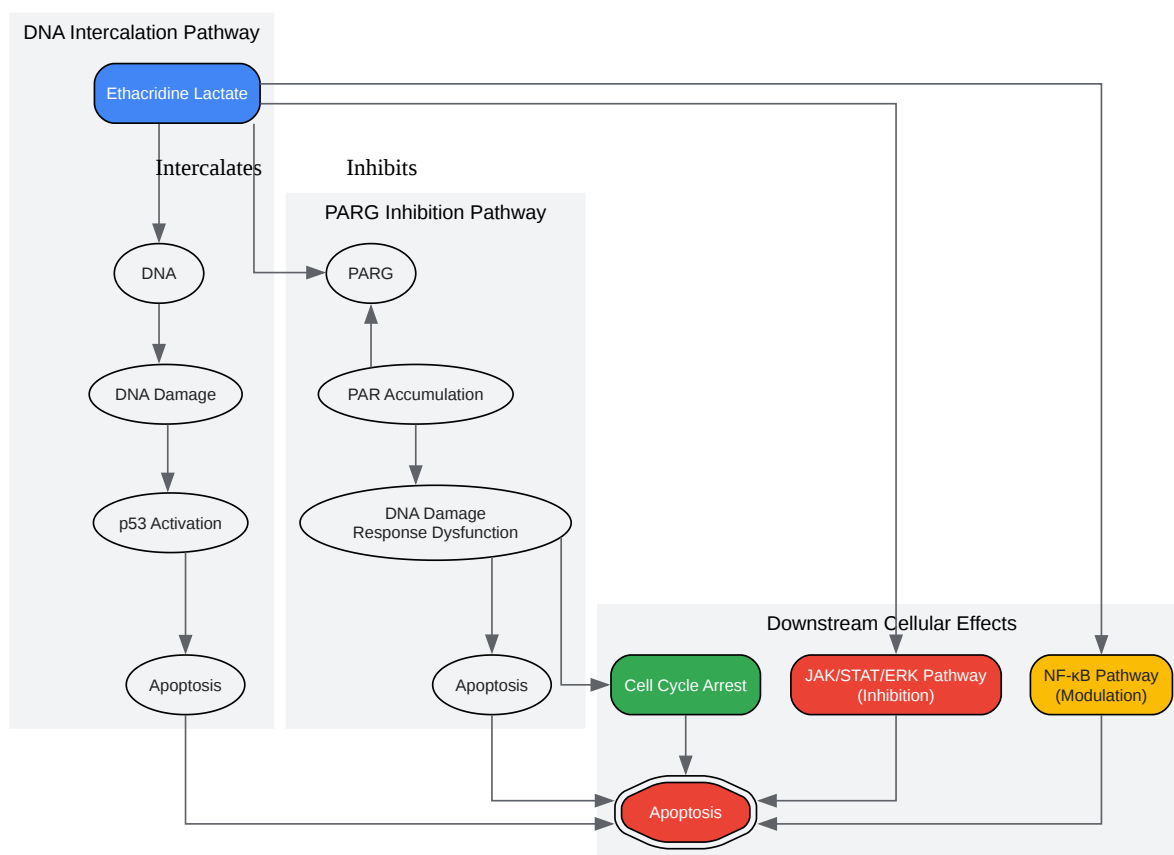 DNA Intercalation Pathway
Ethacridine Lactate
Intercalates
Inhibits
PARG Inhibition Pathway
DNA
PARG
DNA Damage
PAR Accumulation
p53 Activation
DNA Damage
Response Dysfunction
Downstream Cellular Effects
Apoptosis
Apoptosis
Cell Cycle Arrest
JAK/STAT/ERK Pathway
(Inhibition)
NF-κB Pathway
(Modulation)
Apoptosis